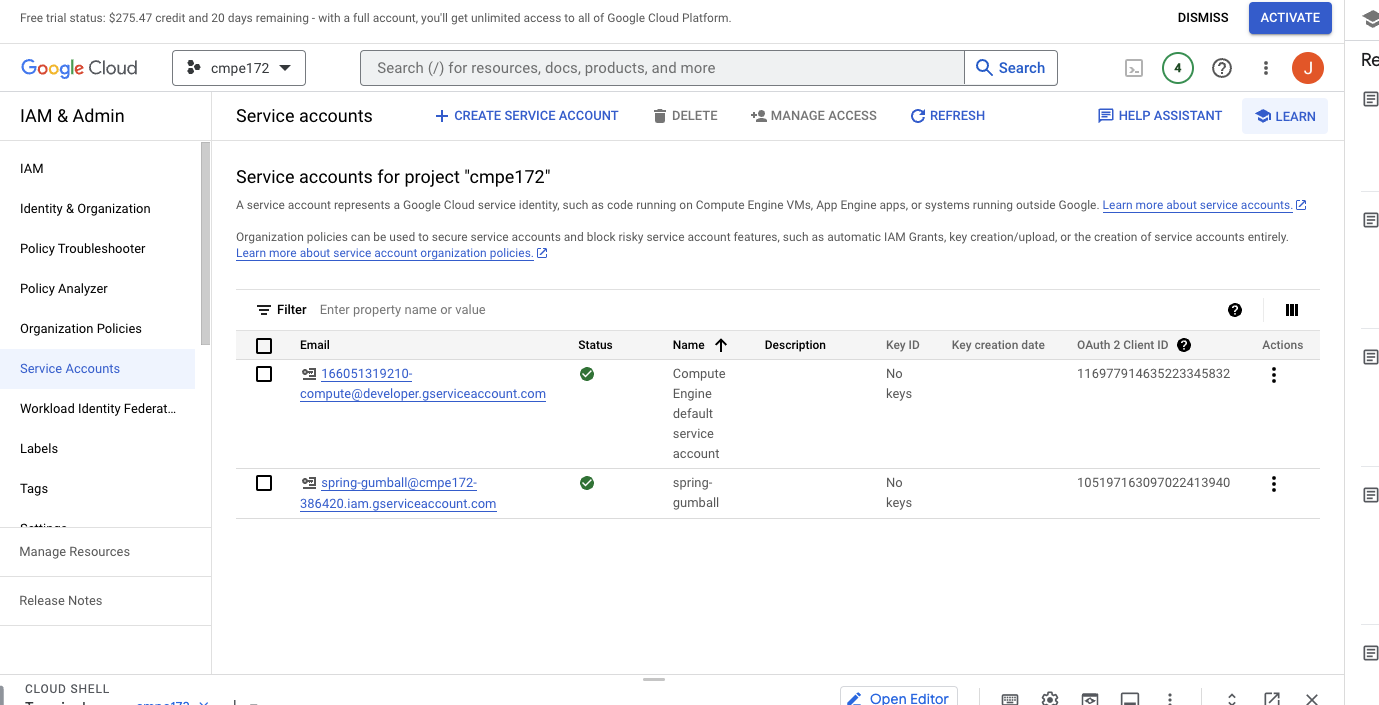 Free trial status: $275.47 credit and 20 days remaining - with a full account, you'll get unlimited access to all of Google Cloud Platform.
DISMISS
ACTIVATE
Google Cloud
cmpe172
Search (/) for resources, docs, products, and more
Search
4
J
Re
IAM & Admin
Service accounts
CREATE SERVICE ACCOUNT
DELETE
MANAGE ACCESS
REFRESH
HELP ASSISTANT
LEARN
IAM
Identity & Organization
Policy Troubleshooter
Policy Analyzer
Organization Policies
Service Accounts
Workload Identity Federat...
Labels
Tags
Settings
Manage Resources
Release Notes
Service accounts for project "cmpe172"
A service account represents a Google Cloud service identity, such as code running on Compute Engine VMs, App Engine apps, or systems running outside Google. Learn more about service accounts.
Organization policies can be used to secure service accounts and block risky service account features, such as automatic IAM Grants, key creation/upload, or the creation of service accounts entirely.
Learn more about service account organization policies.
Filter Enter property name or value
Email Status Name Description Key ID Key creation date OAuth 2 Client ID Actions
166051319210-
compute@developer.gserviceaccount.com
Compute
Engine
default
service
account
No
keys
116977914635223345832
spring-gumball@cmpe172-
386420.iam.gserviceaccount.com
spring-
gumball
No
keys
105197163097022413940
CLOUD SHELL
Terminal
cmpe172
Open Editor